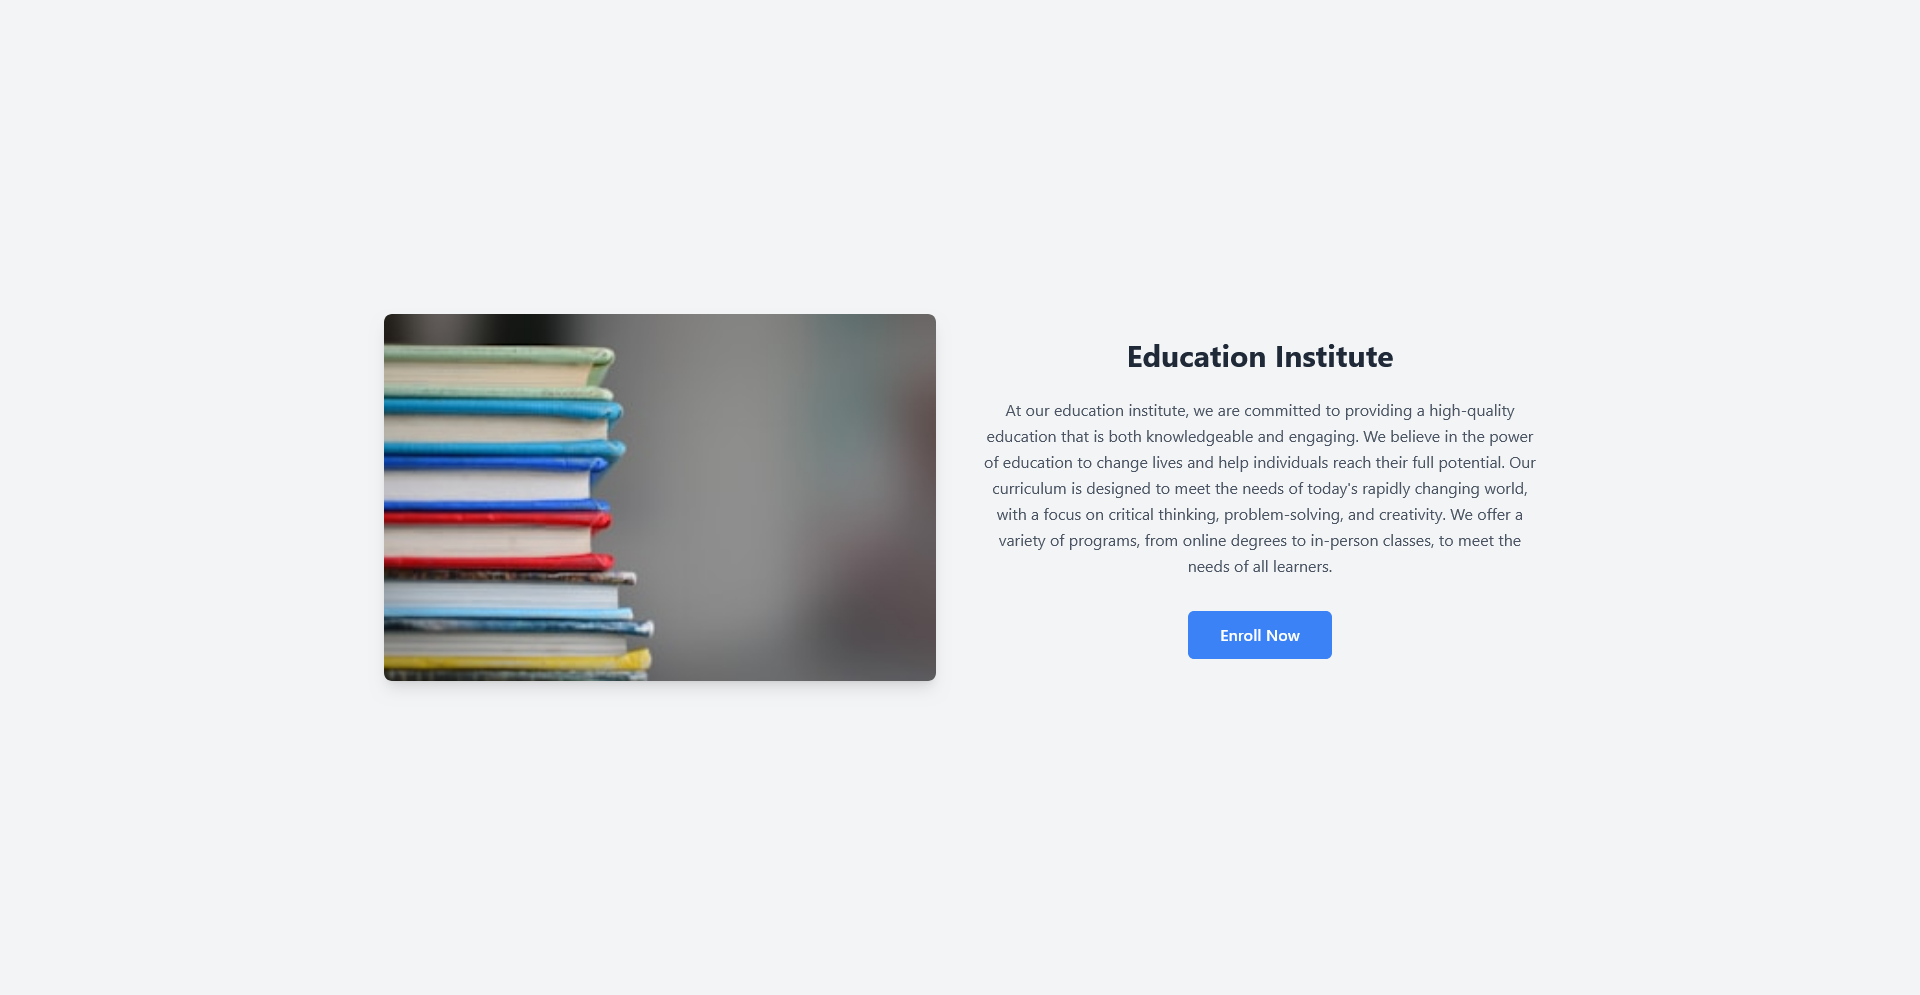 Education Institute
At our education institute, we are committed to providing a high-quality
education that is both knowledgeable and engaging. We believe in the power
of education to change lives and help individuals reach their full potential. Our
curriculum is designed to meet the needs of today's rapidly changing world,
with a focus on critical thinking, problem-solving, and creativity. We offer a
variety of programs, from online degrees to in-person classes, to meet the
needs of all learners.
Enroll Now